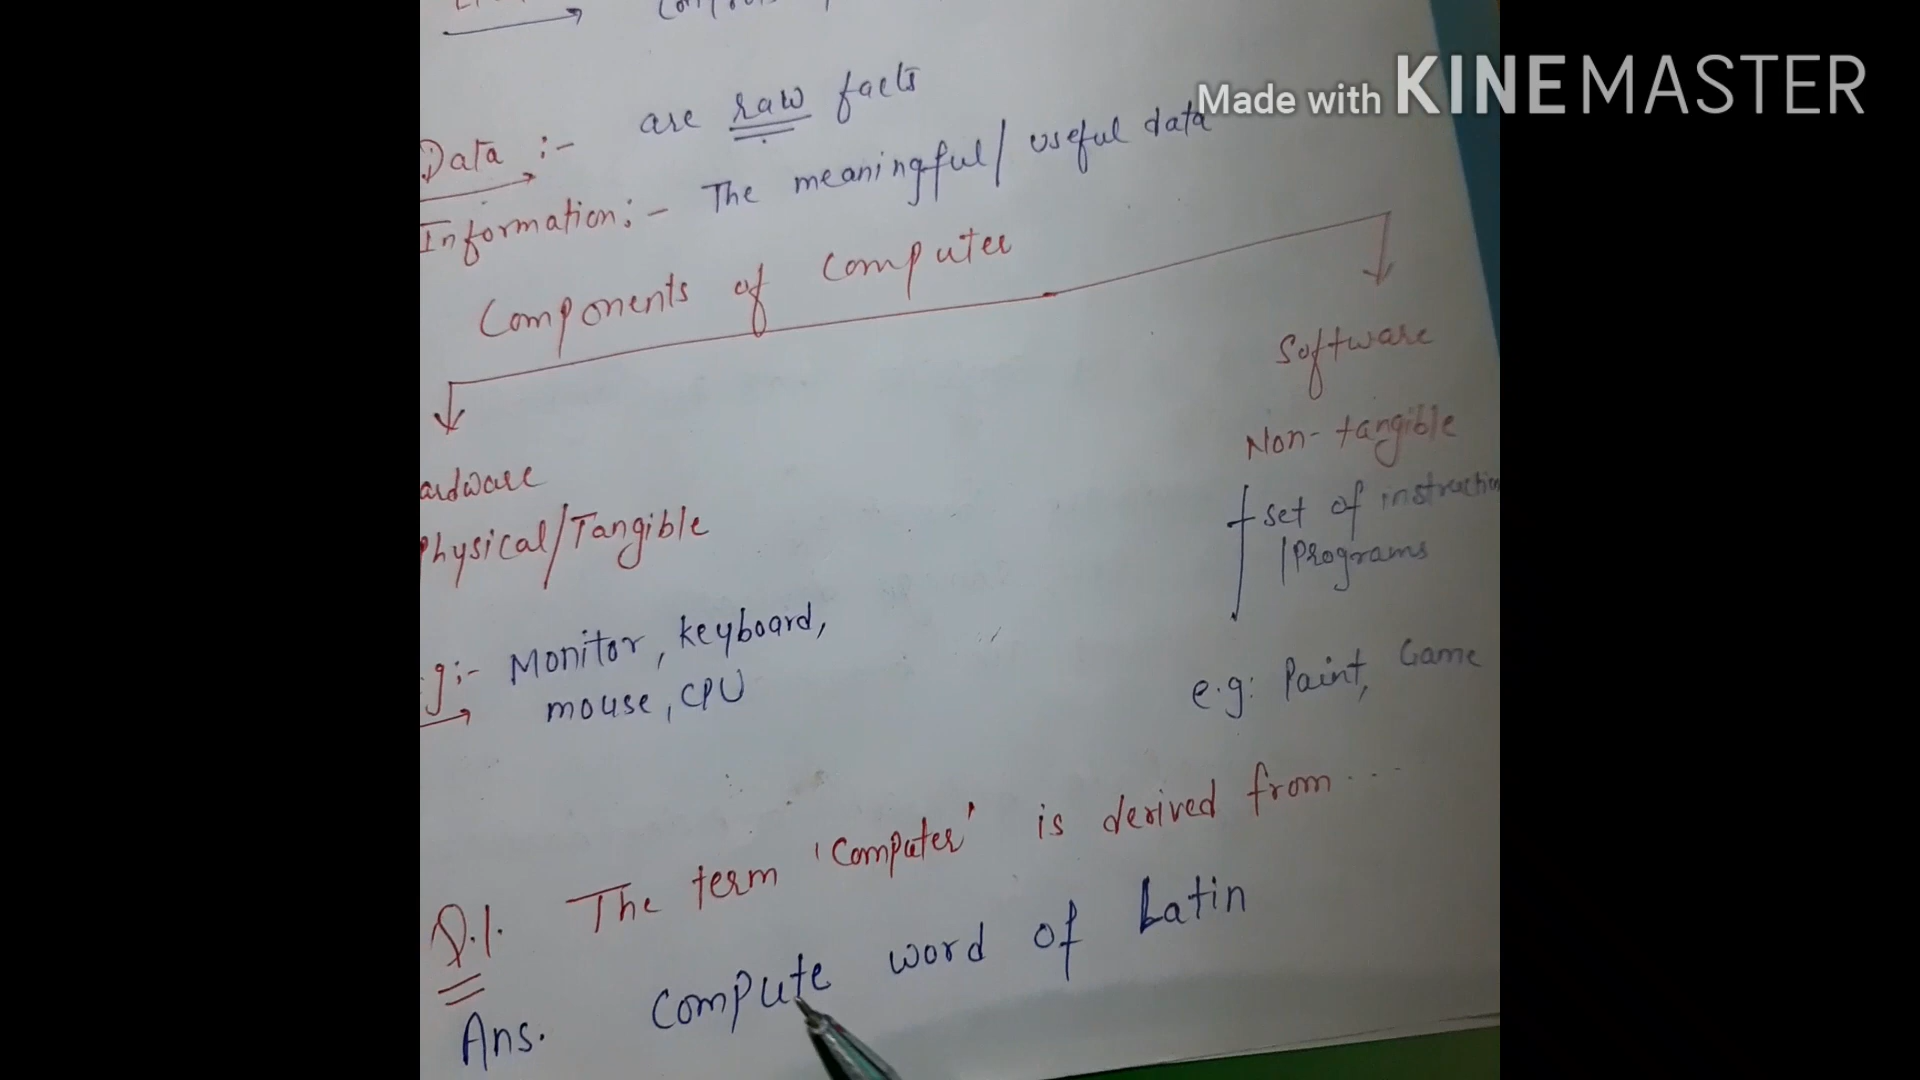 Made with KINEMASTER
Data :- are raw facts
Information :- The meaningful/ useful data
Components of Computer
Software
Non-tangible
ardware
Physical/Tangible
set of instruction
/Programs
g:- Monitor, keyboard,
mouse, CPU
e.g: Paint, Game
Q.1. The term 'Computer' is derived from ...
Ans. Compute word of Latin